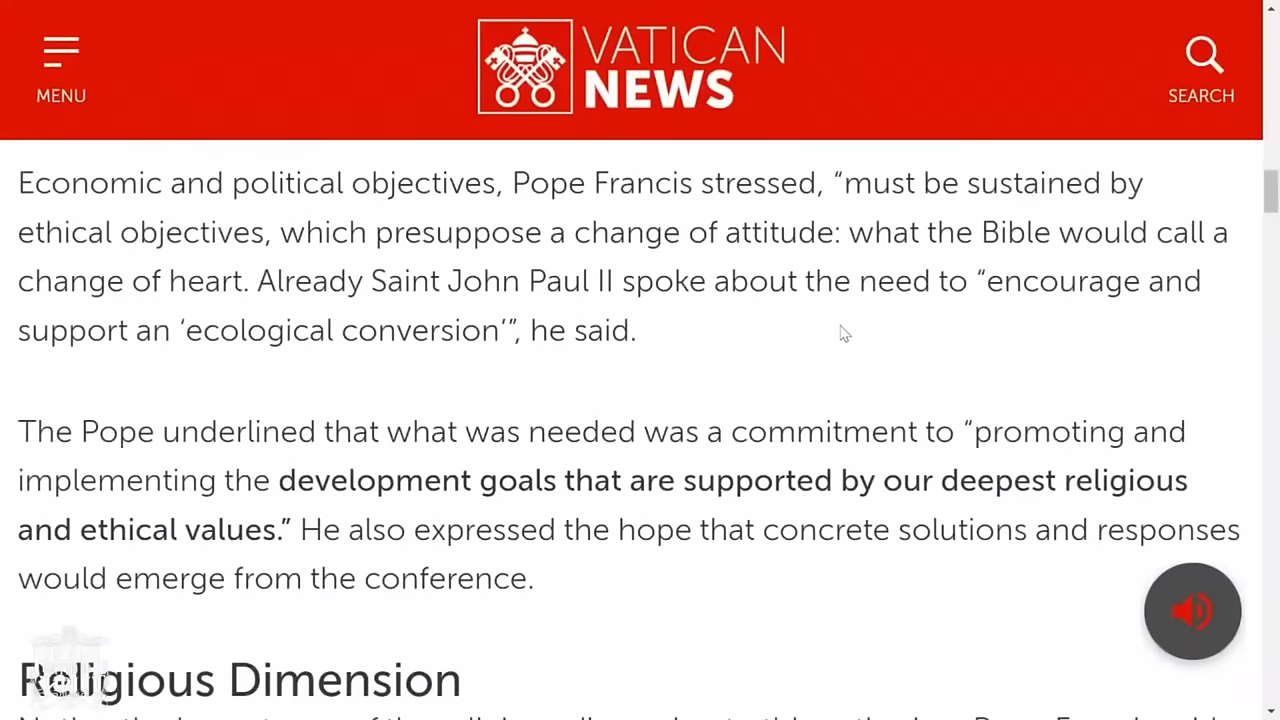 VATICAN
NEWS
MENU
SEARCH
Economic and political objectives, Pope Francis stressed, “must be sustained by
ethical objectives, which presuppose a change of attitude: what the Bible would call a
change of heart. Already Saint John Paul II spoke about the need to “encourage and
support an ‘ecological conversion’”, he said.
The Pope underlined that what was needed was a commitment to “promoting and
implementing the development goals that are supported by our deepest religious
and ethical values.” He also expressed the hope that concrete solutions and responses
would emerge from the conference.
Religious Dimension